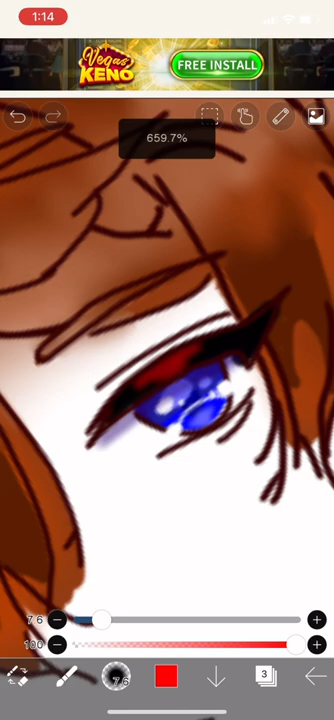 1:14
Vegas
KENO
FREE INSTALL
659.7%
7.6
100
7.6
3